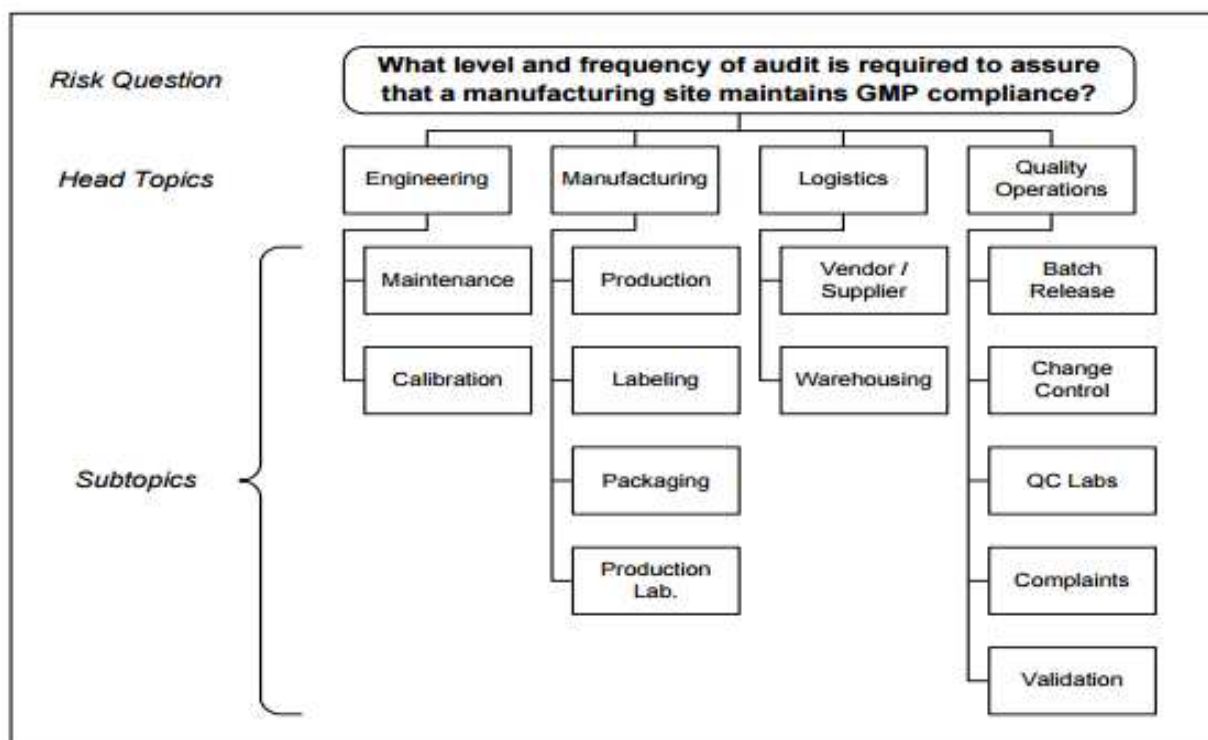 Risk Question
What level and frequency of audit is required to assure
that a manufacturing site maintains GMP compliance?
Head Topics
Engineering
Manufacturing
Logistics
Quality
Operations
Subtopics
Maintenance
Calibration
Production
Labeling
Packaging
Production
Lab.
Vendor /
Supplier
Warehousing
Batch
Release
Change
Control
QC Labs
Complaints
Validation